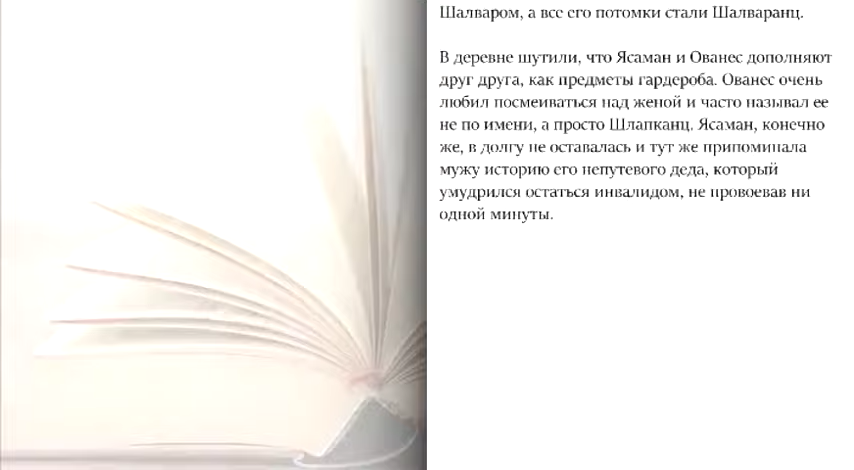 Шалваром, а все его потомки стали Шалваранц.
В деревне шутили, что Ясаман и Ованес дополняют
друг друга, как предметы гардероба. Ованес очень
любил посмеиваться над женой и часто называл ее
не по имени, а просто Шлапканц. Ясаман, конечно
же, в долгу не оставалась и тут же припоминала
мужу историю его непутевого деда, который
умудрился остаться инвалидом, не провоевав ни
одной минуты.